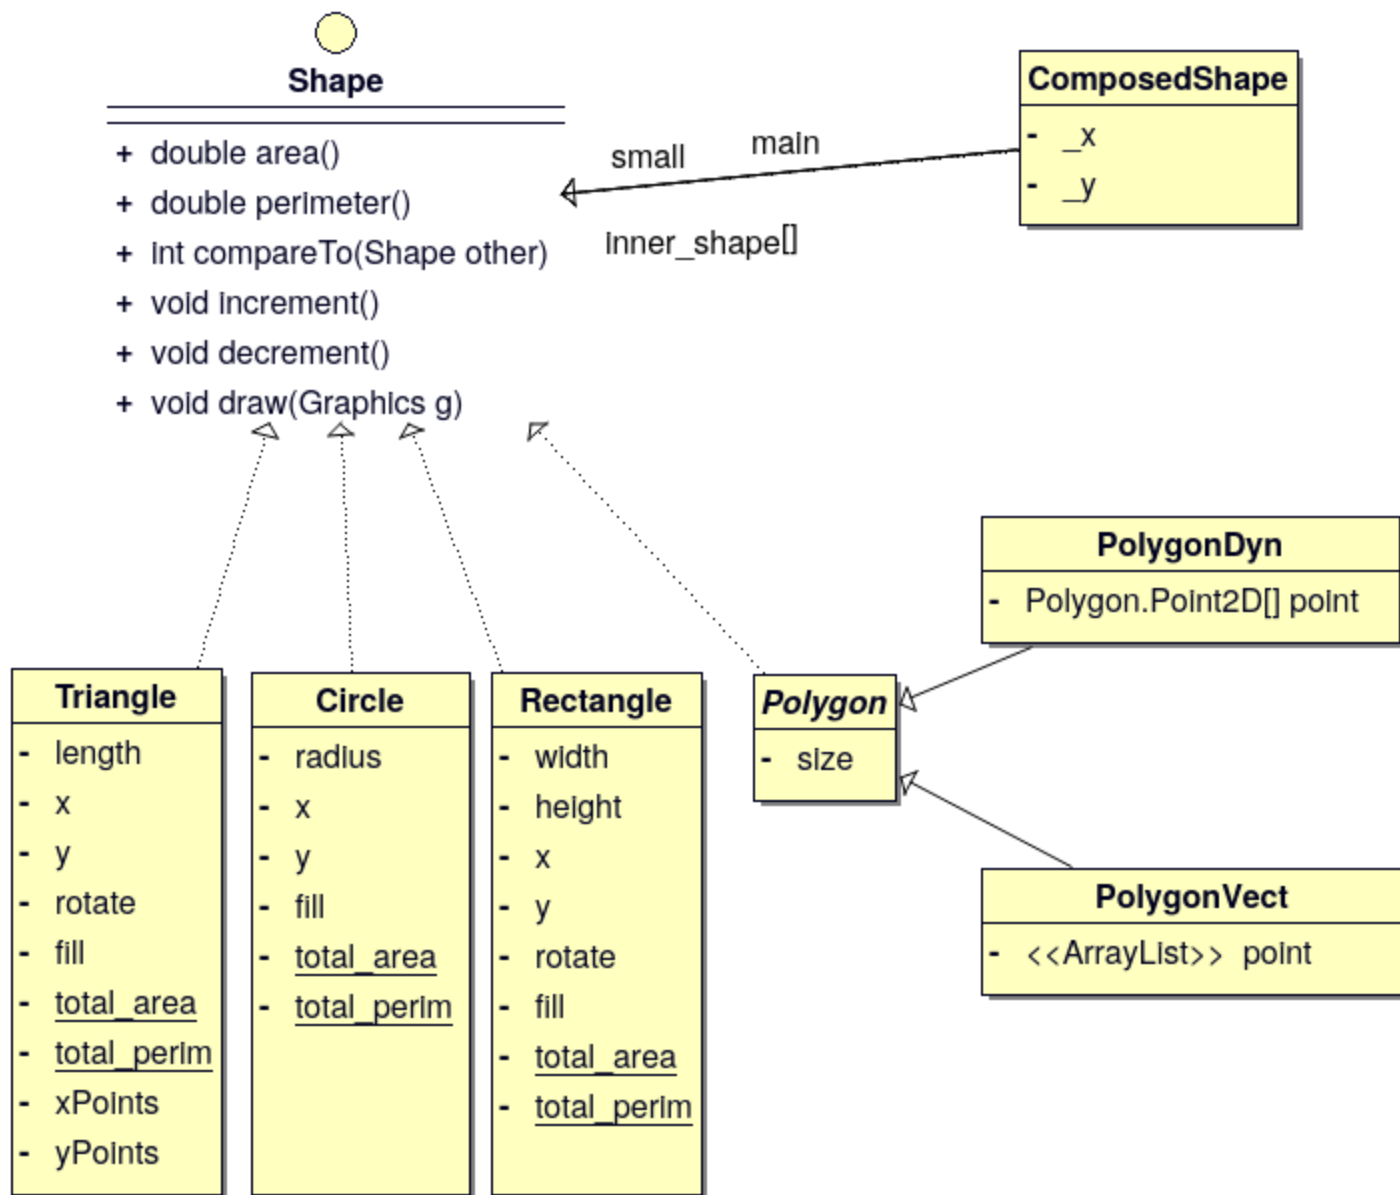 Shape
+ double area()
+ double perimeter()
+ int compareTo(Shape other)
+ void increment()
+ void decrement()
+ void draw(Graphics g)
small
main
inner_shape[]
ComposedShape
- _x
- _y
Triangle
- length
- x
- y
- rotate
- fill
- total_area
- total_perim
- xPoints
- yPoints
Circle
- radius
- x
- y
- fill
- total_area
- total_perim
Rectangle
- width
- height
- x
- y
- rotate
- fill
- total_area
- total_perim
Polygon
- size
PolygonDyn
- Polygon.Point2D[] point
PolygonVect
- <<ArrayList>> point